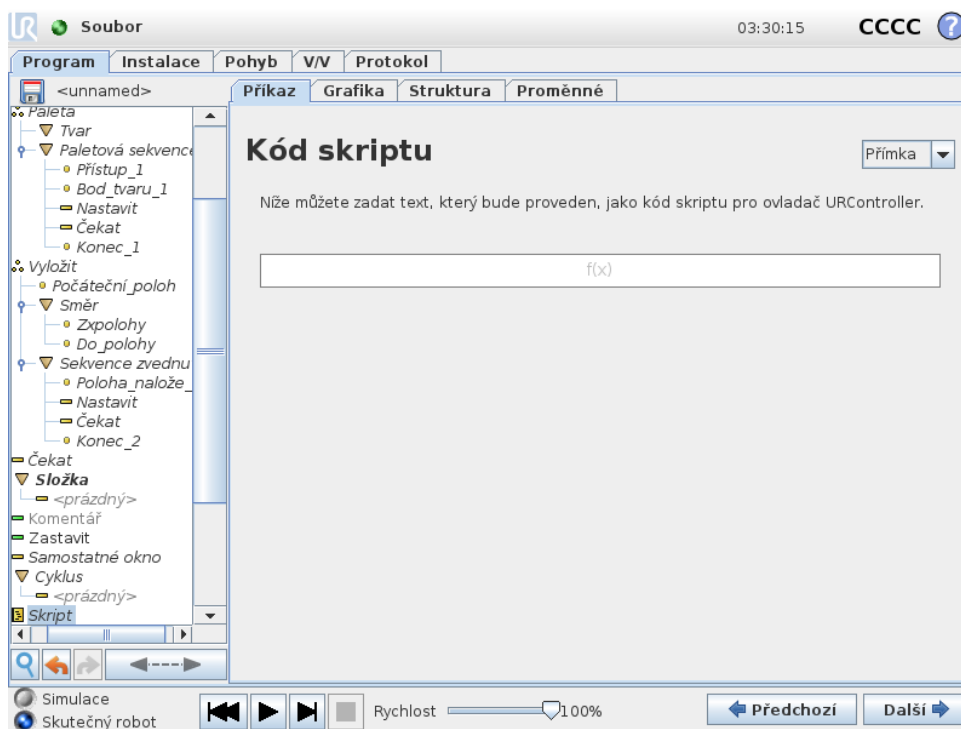 UR Soubor 03:30:15 CCCC ?
Program Instalace Pohyb V/V Protokol
<unnamed> Příkaz Grafika Struktura Proměnné
Paleta
Tvar
Paletová sekvence
Přístup_1
Bod_tvaru_1
Nastavit
Čekat
Konec_1
Vyložit
Počáteční_poloh
Směr
Zxpolohy
Do_polohy
Sekvence zvednu
Poloha_nalože_
Nastavit
Čekat
Konec_2
Čekat
Složka
<prázdný>
Komentář
Zastavit
Samostatné okno
Cyklus
<prázdný>
Skript
Kód skriptu
Přímka
Níže můžete zadat text, který bude proveden, jako kód skriptu pro ovladač URController.
f(x)
Simulace
Skutečný robot
Rychlost 100%
Předchozí Další